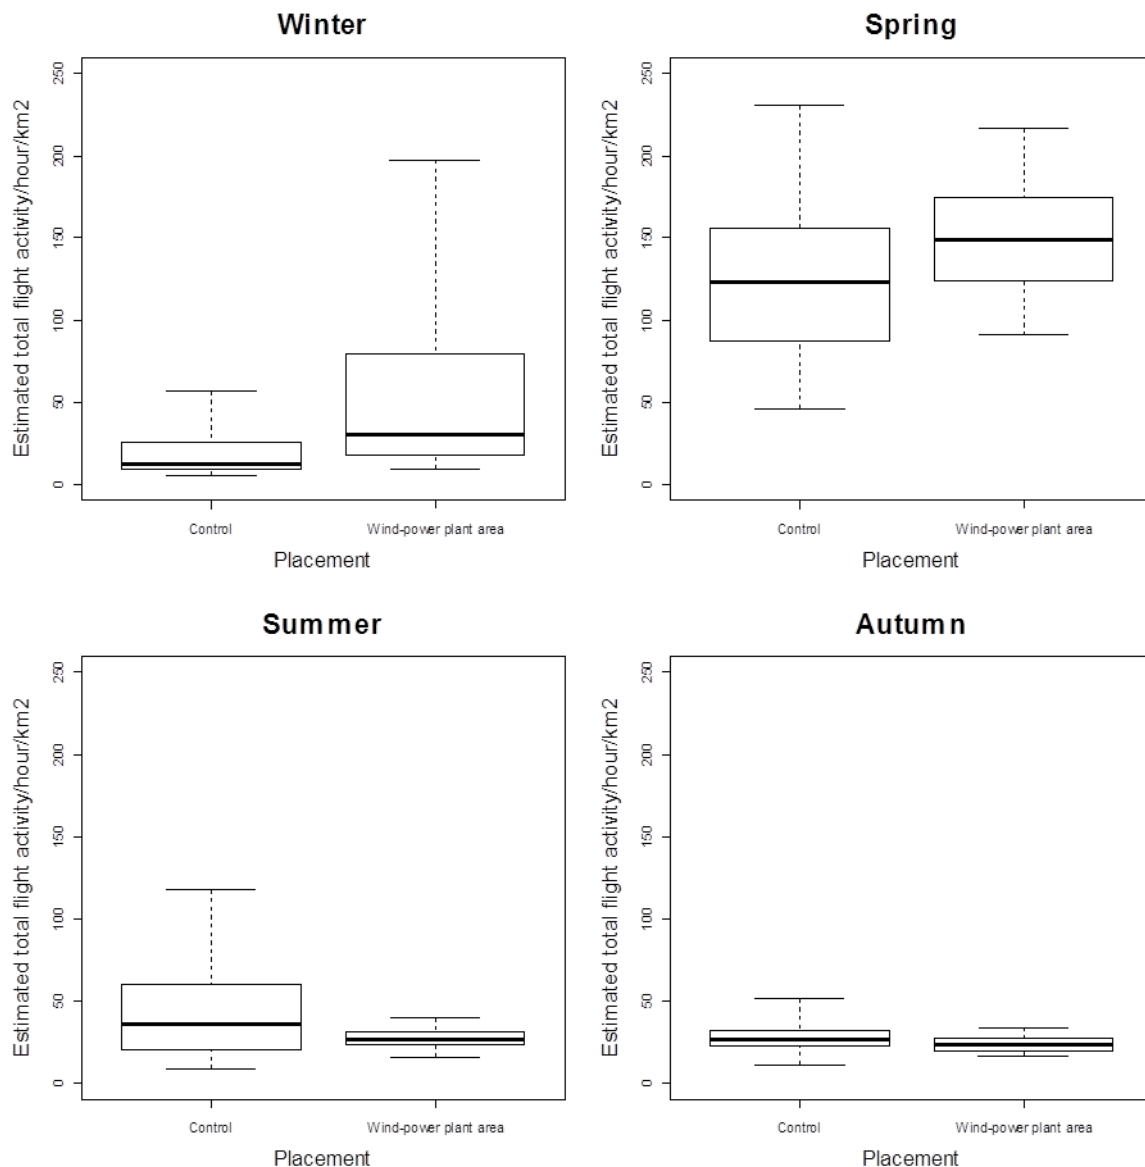 Winter
Estimated total flight activity/hour/km2
250
200
150
100
50
0
Control Wind-power plant area
Placement
Spring
Estimated total flight activity/hour/km2
250
200
150
100
50
0
Control Wind-power plant area
Placement
Summer
Estimated total flight activity/hour/km2
250
200
150
100
50
0
Control Wind-power plant area
Placement
Autumn
Estimated total flight activity/hour/km2
250
200
150
100
50
0
Control Wind-power plant area
Placement